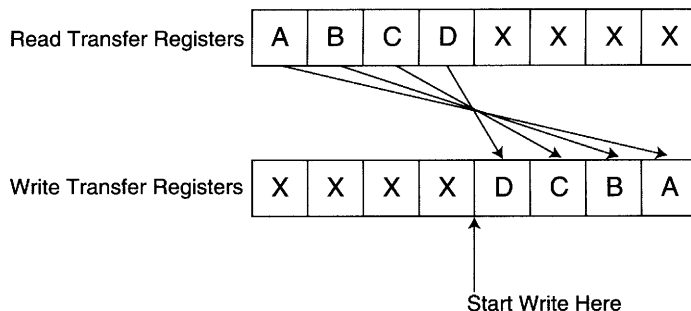 Read Transfer Registers A B C D X X X X
Write Transfer Registers X X X X D C B A
Start Write Here